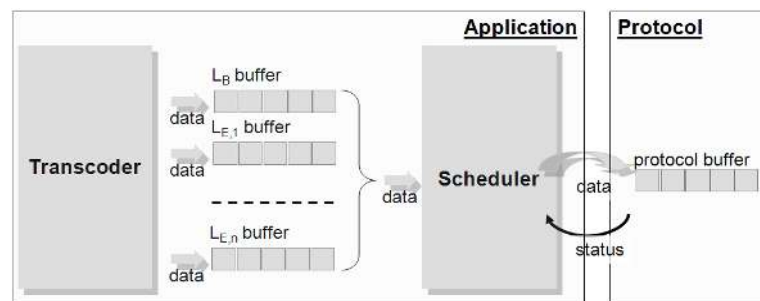 Application Protocol
L_B buffer
data
L_E,1 buffer
protocol buffer
Transcoder
data
Scheduler
data
data
L_E,n buffer
status
data